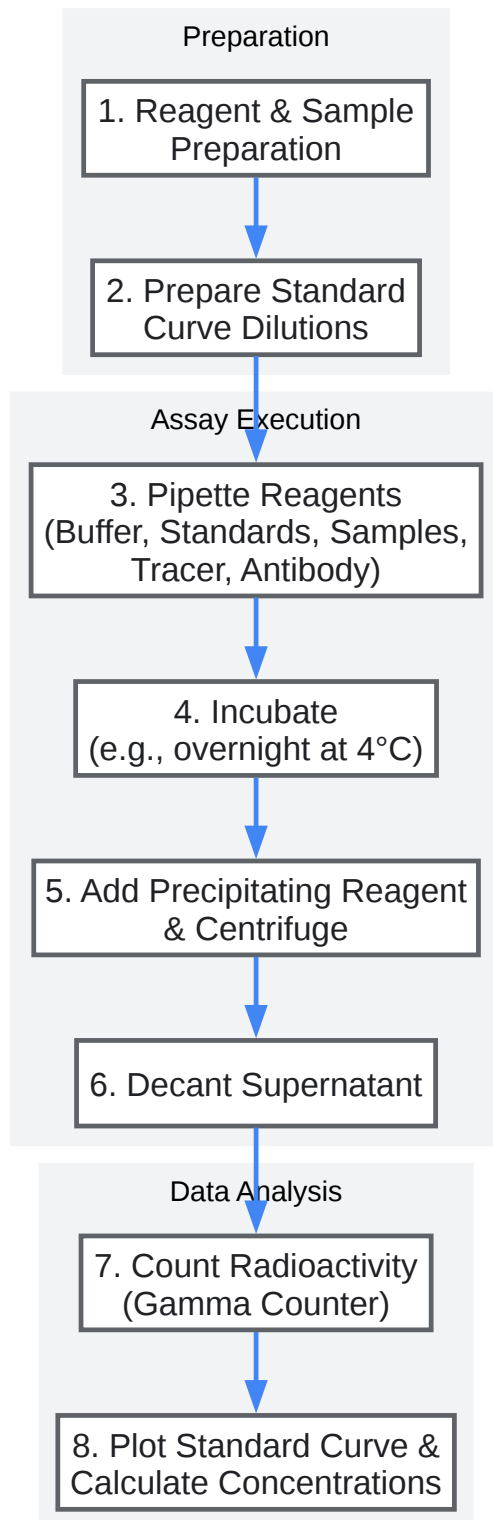 Preparation
1. Reagent & Sample
Preparation
2. Prepare Standard
Curve Dilutions
Assay Execution
3. Pipette Reagents
(Buffer, Standards, Samples,
Tracer, Antibody)
4. Incubate
(e.g., overnight at 4°C)
5. Add Precipitating Reagent
& Centrifuge
6. Decant Supernatant
Data Analysis
7. Count Radioactivity
(Gamma Counter)
8. Plot Standard Curve &
Calculate Concentrations